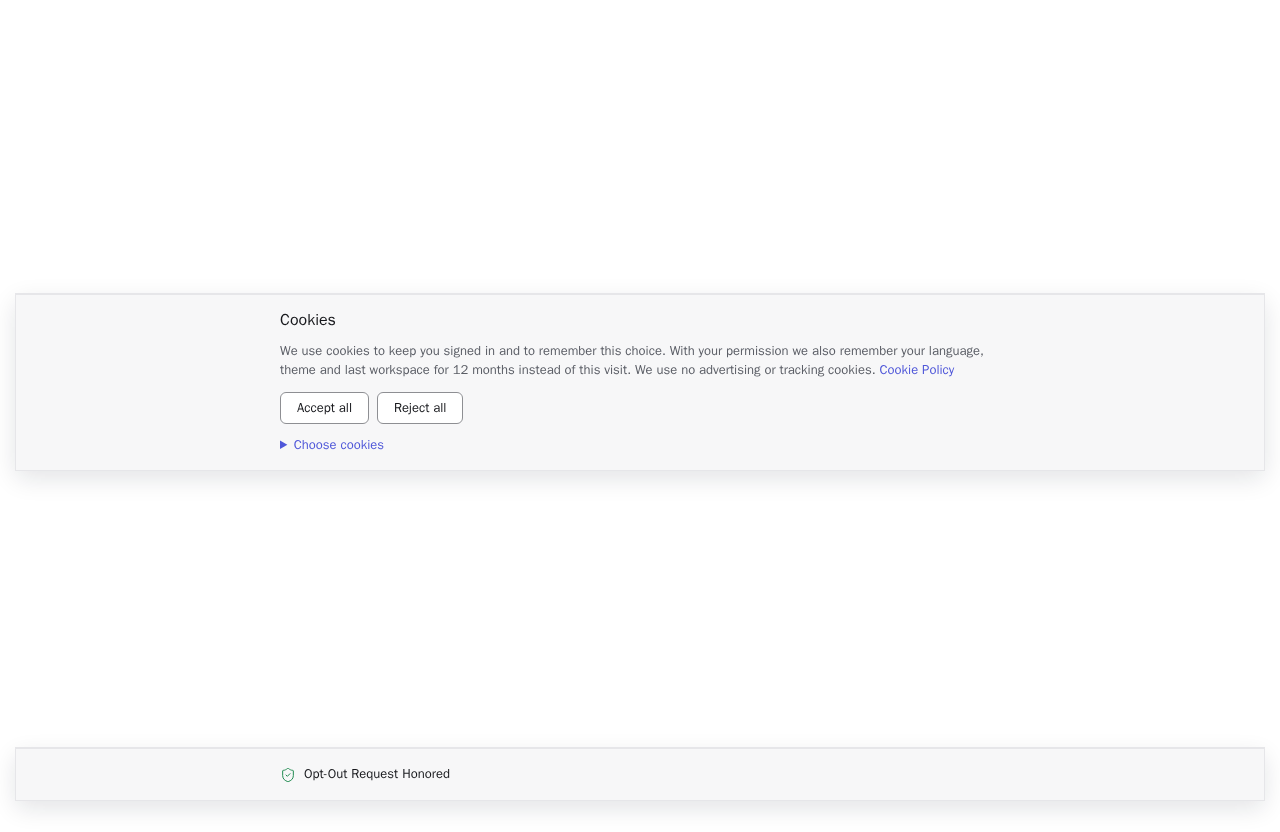 Cookies
We use cookies to keep you signed in and to remember this choice. With your permission we also remember your language,
theme and last workspace for 12 months instead of this visit. We use no advertising or tracking cookies. Cookie Policy
Accept all
Reject all
Choose cookies
Opt-Out Request Honored